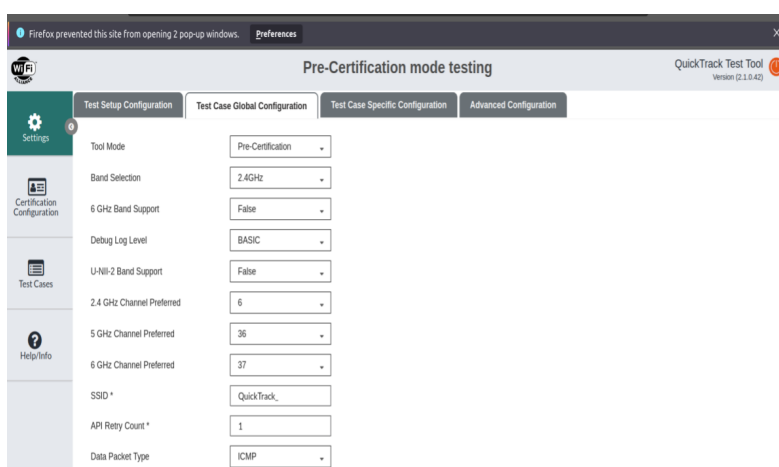 Firefox prevented this site from opening 2 pop-up windows. Preferences
Wi Fi
Pre-Certification mode testing
QuickTrack Test Tool
Version (2.1.0.42)
Test Setup Configuration Test Case Global Configuration Test Case Specific Configuration Advanced Configuration
Settings
Certification
Configuration
Test Cases
Help/Info
Tool Mode Pre-Certification
Band Selection 2.4GHz
6 GHz Band Support False
Debug Log Level BASIC
U-NII-2 Band Support False
2.4 GHz Channel Preferred 6
5 GHz Channel Preferred 36
6 GHz Channel Preferred 37
SSID * QuickTrack_
API Retry Count * 1
Data Packet Type ICMP